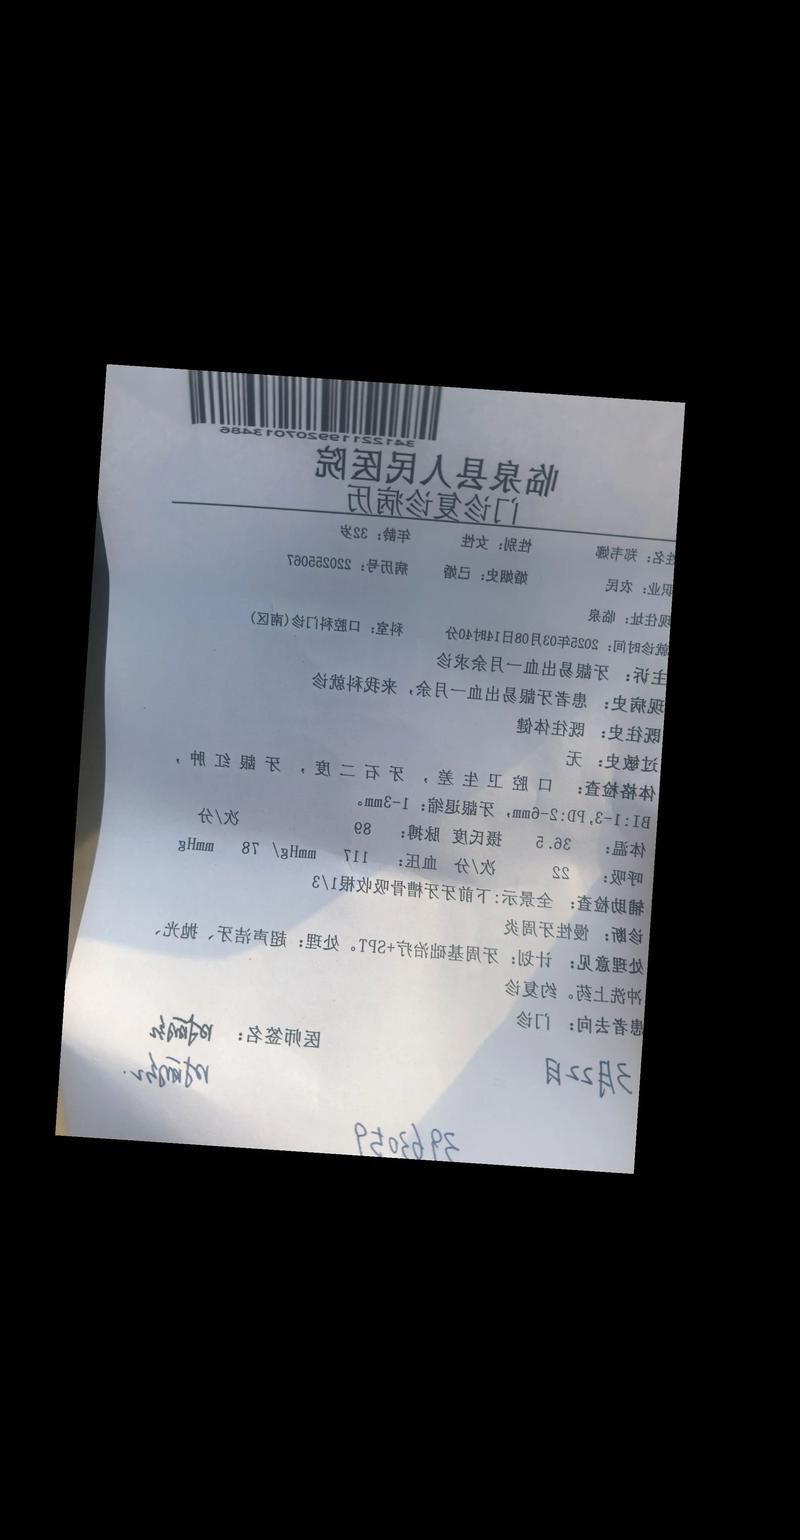 341221199207013486
临泉县人民医院
门诊复诊病历
姓名: 郑韦娜 性别: 女性 年龄: 32岁
职业: 农民 婚姻史: 已婚 病历号: 220255067
现住址: 临泉
就诊时间: 2025年03月08日14时40分 科室: 口腔科门诊(南区)
主诉: 牙龈易出血一月余求诊
现病史: 患者牙龈易出血一月余, 来我科就诊
既往史: 既往体健
过敏史: 无
体格检查: 口腔卫生差, 牙石二度, 牙龈红肿,
BI:1-3,PD:2-6mm, 牙龈退缩: 1-3mm。
体温: 36.5 摄氏度 脉搏: 89 次/分
呼吸: 22 次/分 血压: 117 mmHg/ 78 mmHg
辅助检查: 全景示:下前牙牙槽骨吸收根1/3
诊断: 慢性牙周炎
处理意见: 计划: 牙周基础治疗+SPT。处理: 超声洁牙、抛光、
冲洗上药。约复诊
患者去向: 门诊
医师签名:
3月22日
3963059